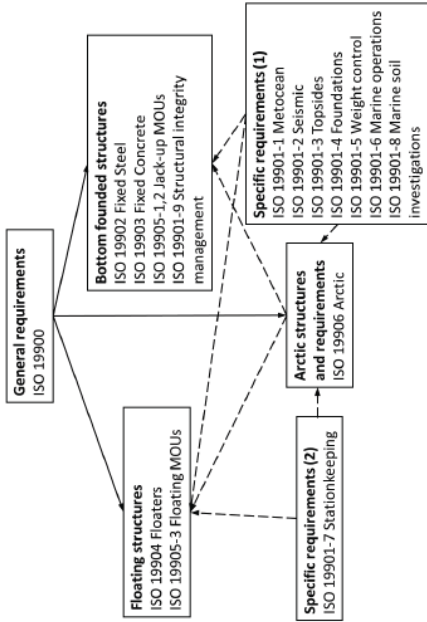 General requirements
ISO 19900
Floating structures
ISO 19904 Floaters
ISO 19905-3 Floating MOUs
Bottom founded structures
ISO 19902 Fixed Steel
ISO 19903 Fixed Concrete
ISO 19905-1,2 Jack-up MOUs
ISO 19901-9 Structural integrity
management
Specific requirements (2)
ISO 19901-7 Stationkeeping
Arctic structures
and requirements
ISO 19906 Arctic
Specific requirements (1)
ISO 19901-1 Metocean
ISO 19901-2 Seismic
ISO 19901-3 Topsides
ISO 19901-4 Foundations
ISO 19901-5 Weight control
ISO 19901-6 Marine operations
ISO 19901-8 Marine soil
investigations